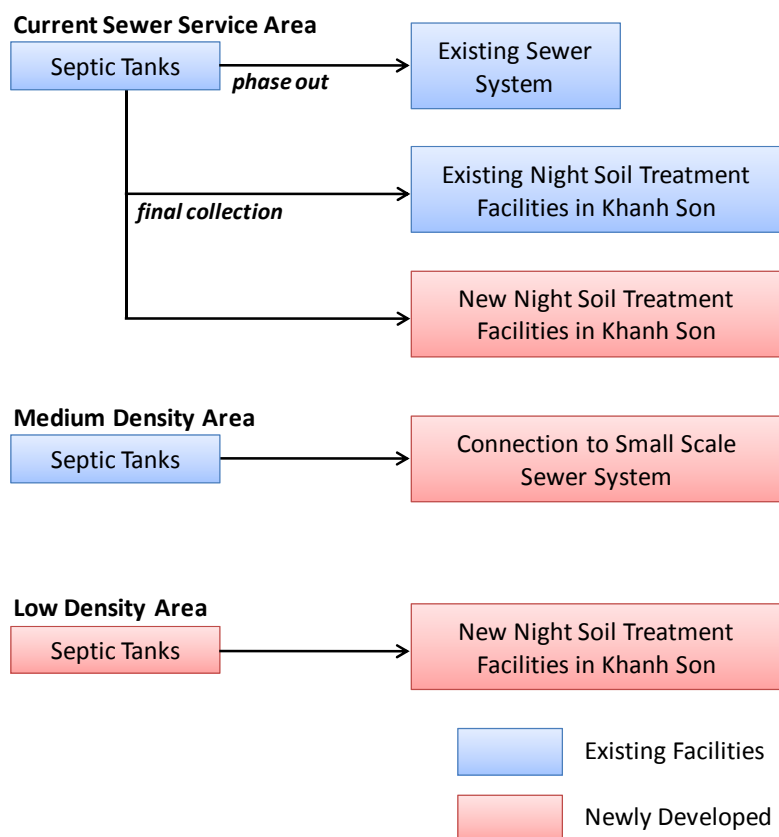 Current Sewer Service Area
Septic Tanks
phase out
Existing Sewer
System
final collection
Existing Night Soil Treatment
Facilities in Khanh Son
New Night Soil Treatment
Facilities in Khanh Son
Medium Density Area
Septic Tanks
Connection to Small Scale
Sewer System
Low Density Area
Septic Tanks
New Night Soil Treatment
Facilities in Khanh Son
Existing Facilities
Newly Developed